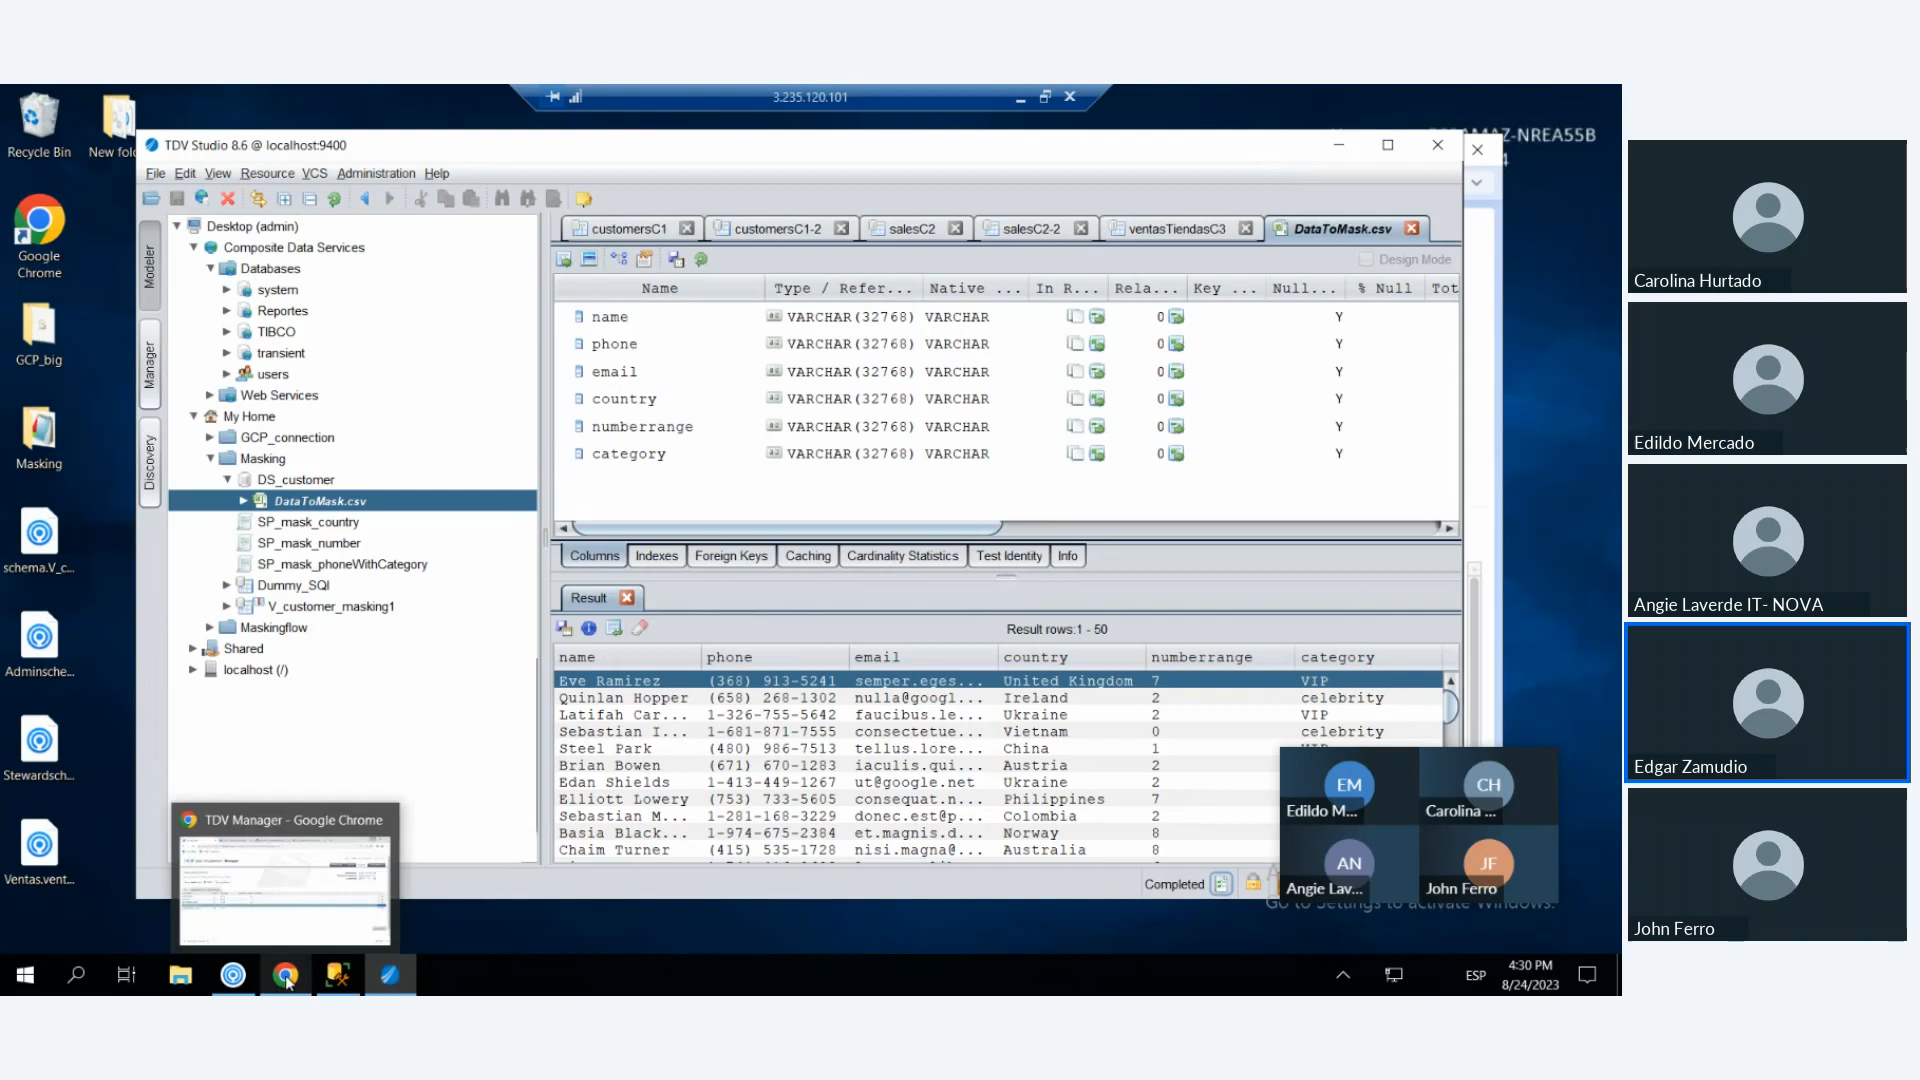 3.235.120.101
Recycle Bin
Google Chrome
GCP_big
Masking
schema.V_c...
Adminsche...
Stewardsch...
Ventas.vent...
TDV Studio 8.6 @ localhost:9400
File Edit View Resource VCS Administration Help
Modeler
Manager
Discovery
Desktop (admin)
Composite Data Services
Databases
system
Reportes
TIBCO
transient
users
Web Services
My Home
GCP_connection
Masking
DS_customer
DataToMask.csv
SP_mask_country
SP_mask_number
SP_mask_phoneWithCategory
Dummy_SQl
V_customer_masking1
Maskingflow
Shared
localhost (/)
customersC1 customersC1-2 salesC2 salesC2-2 ventasTiendasC3 DataToMask.csv
Design Mode
Name Type / Refer... Native ... In R... Rela... Key ... Null... % Null Tot
name VARCHAR(32768) VARCHAR 0 Y
phone VARCHAR(32768) VARCHAR 0 Y
email VARCHAR(32768) VARCHAR 0 Y
country VARCHAR(32768) VARCHAR 0 Y
numberrange VARCHAR(32768) VARCHAR 0 Y
category VARCHAR(32768) VARCHAR 0 Y
Columns Indexes Foreign Keys Caching Cardinality Statistics Test Identity Info
Result
Result rows:1 - 50
name phone email country numberrange category
Eve Ramirez (368) 913-5241 semper.eges... United Kingdom 7 VIP
Quinlan Hopper (658) 268-1302 nulla@googl... Ireland 2 celebrity
Latifah Car... 1-326-755-5642 faucibus.le... Ukraine 2 VIP
Sebastian I... 1-681-871-7555 consectetue... Vietnam 0 celebrity
Steel Park (480) 986-7513 tellus.lore... China 1
Brian Bowen (671) 670-1283 iaculis.qui... Austria 2
Edan Shields 1-413-449-1267 ut@google.net Ukraine 2
Elliott Lowery (753) 733-5605 consequat.n... Philippines 7
Sebastian M... 1-281-168-3229 donec.est@p... Colombia 2
Basia Black... 1-974-675-2384 et.magnis.d... Norway 8
Chaim Turner (415) 535-1728 nisi.magna@... Australia 8
Completed
TDV Manager - Google Chrome
EM
Edildo M...
CH
Carolina ...
AN
Angie Lav...
JF
John Ferro
Go to Settings to activate Windows.
ESP
4:30 PM
8/24/2023
Carolina Hurtado
Edildo Mercado
Angie Laverde IT- NOVA
Edgar Zamudio
John Ferro